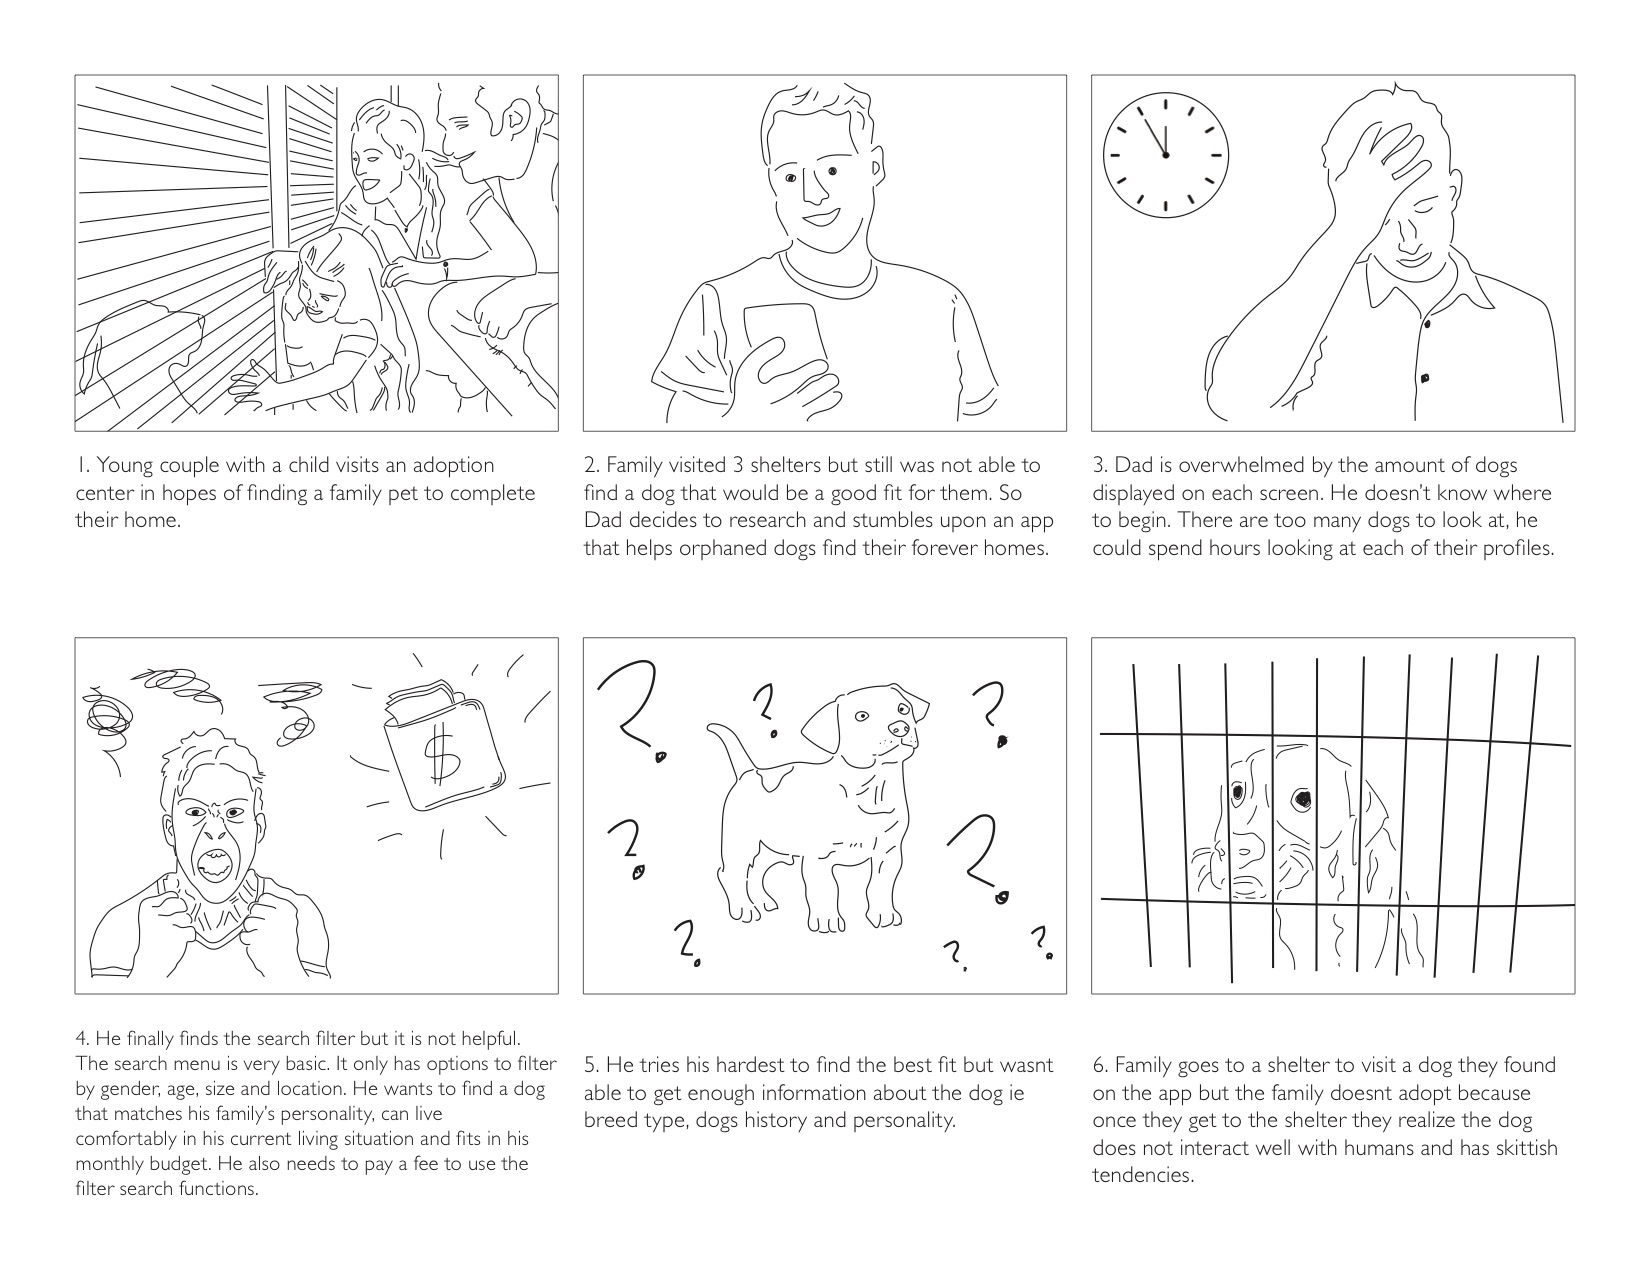 1. Young couple with a child visits an adoption
center in hopes of finding a family pet to complete
their home.
2. Family visited 3 shelters but still was not able to
find a dog that would be a good fit for them. So
Dad decides to research and stumbles upon an app
that helps orphaned dogs find their forever homes.
3. Dad is overwhelmed by the amount of dogs
displayed on each screen. He doesn't know where
to begin. There are too many dogs to look at, he
could spend hours looking at each of their profiles.
$
? ? ? ? ? ? ? ?
4. He finally finds the search filter but it is not helpful.
The search menu is very basic. It only has options to filter
by gender, age, size and location. He wants to find a dog
that matches his family's personality, can live
comfortably in his current living situation and fits in his
monthly budget. He also needs to pay a fee to use the
filter search functions.
5. He tries his hardest to find the best fit but wasnt
able to get enough information about the dog ie
breed type, dogs history and personality.
6. Family goes to a shelter to visit a dog they found
on the app but the family doesnt adopt because
once they get to the shelter they realize the dog
does not interact well with humans and has skittish
tendencies.